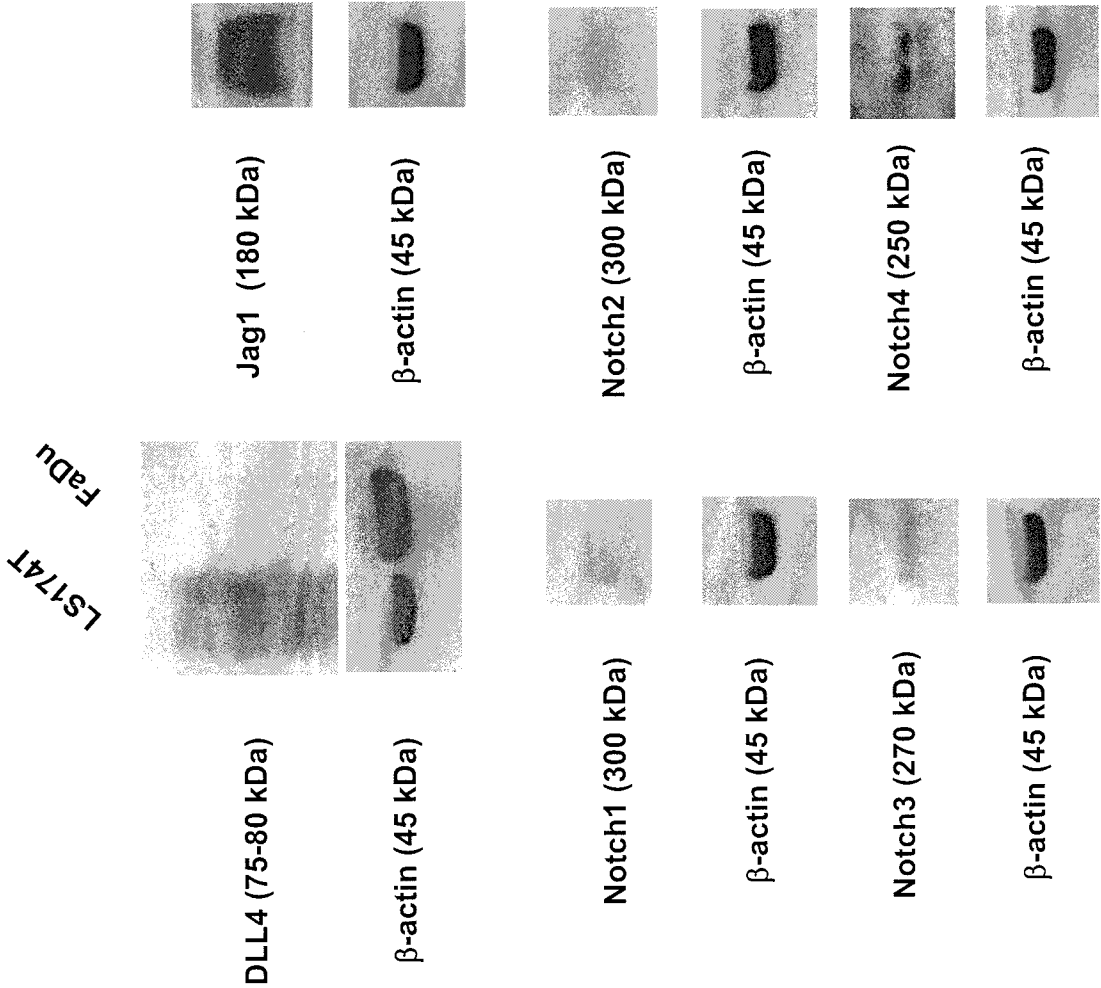 LS174T
FaDu
DLL4 (75-80 kDa)
β-actin (45 kDa)
Jag1 (180 kDa)
β-actin (45 kDa)
Notch1 (300 kDa)
β-actin (45 kDa)
Notch2 (300 kDa)
β-actin (45 kDa)
Notch3 (270 kDa)
β-actin (45 kDa)
Notch4 (250 kDa)
β-actin (45 kDa)